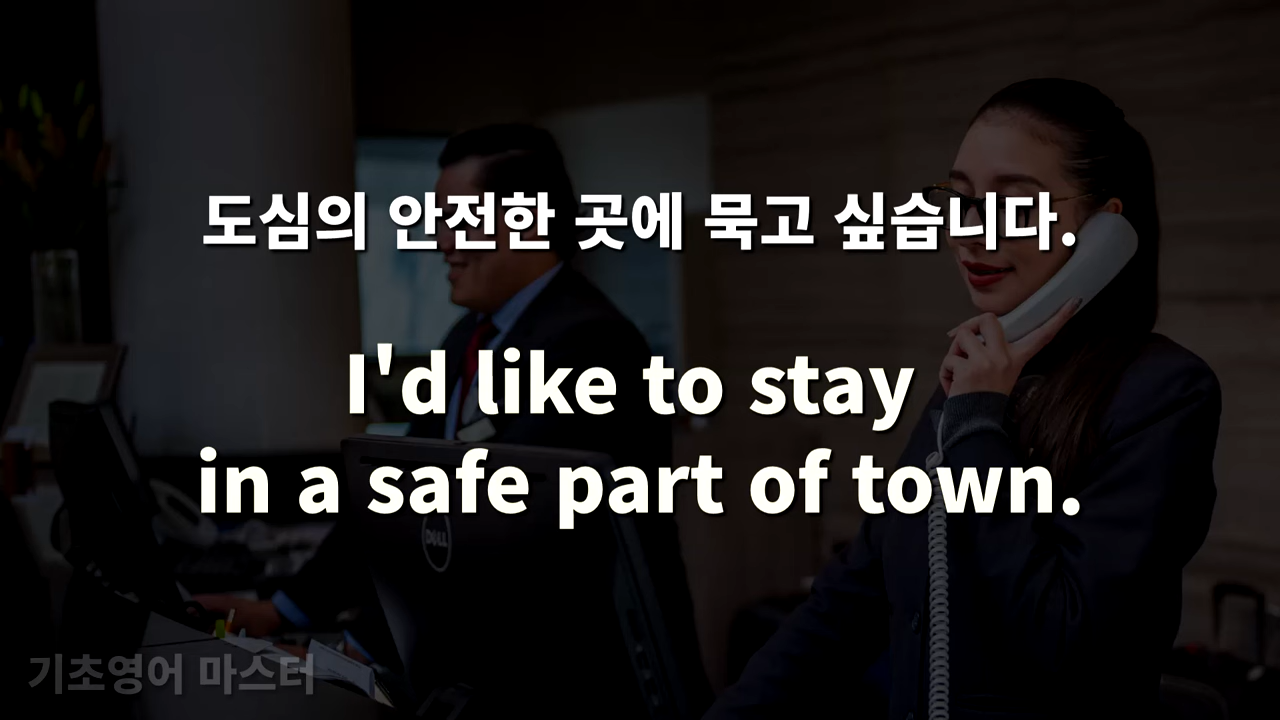 도심의 안전한 곳에 묵고 싶습니다.
I'd like to stay
in a safe part of town.
DELL
기초영어 마스터